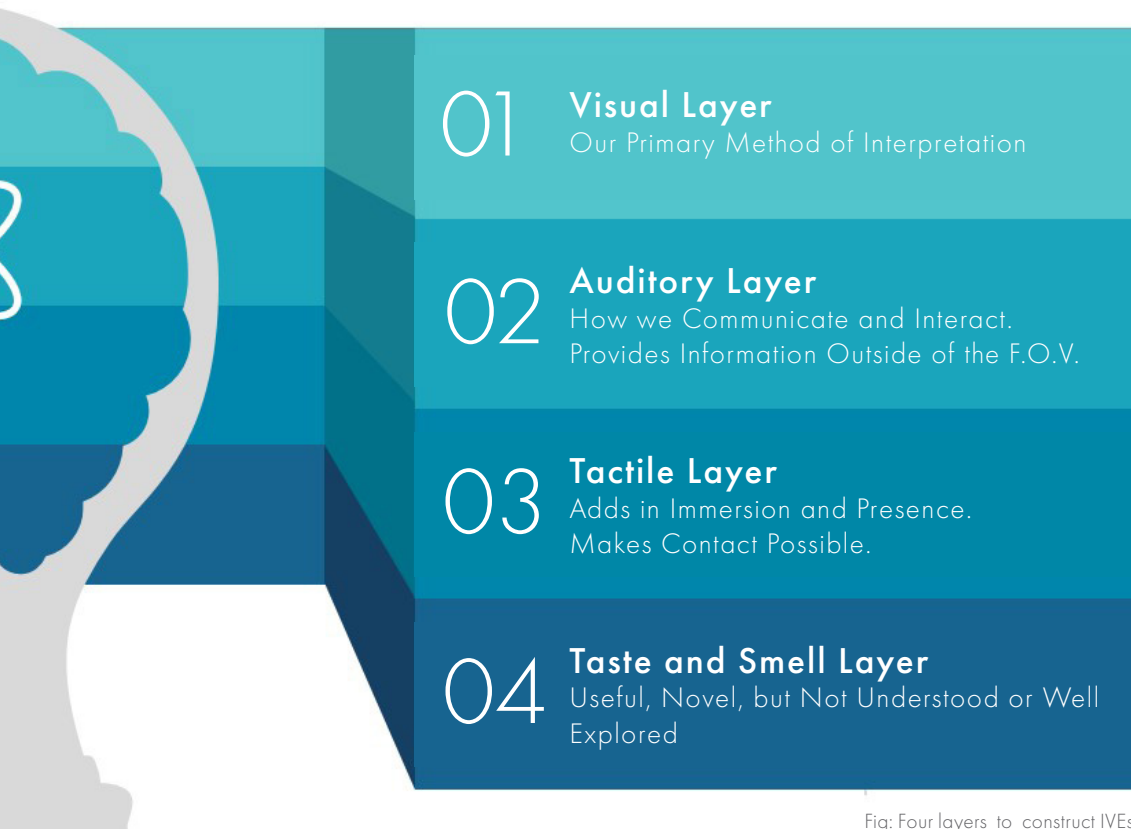 01
Visual Layer
Our Primary Method of Interpretation
02
Auditory Layer
How we Communicate and Interact.
Provides Information Outside of the F.O.V.
03
Tactile Layer
Adds in Immersion and Presence.
Makes Contact Possible.
04
Taste and Smell Layer
Useful, Novel, but Not Understood or Well
Explored
Fig: Four layers to construct IVEs